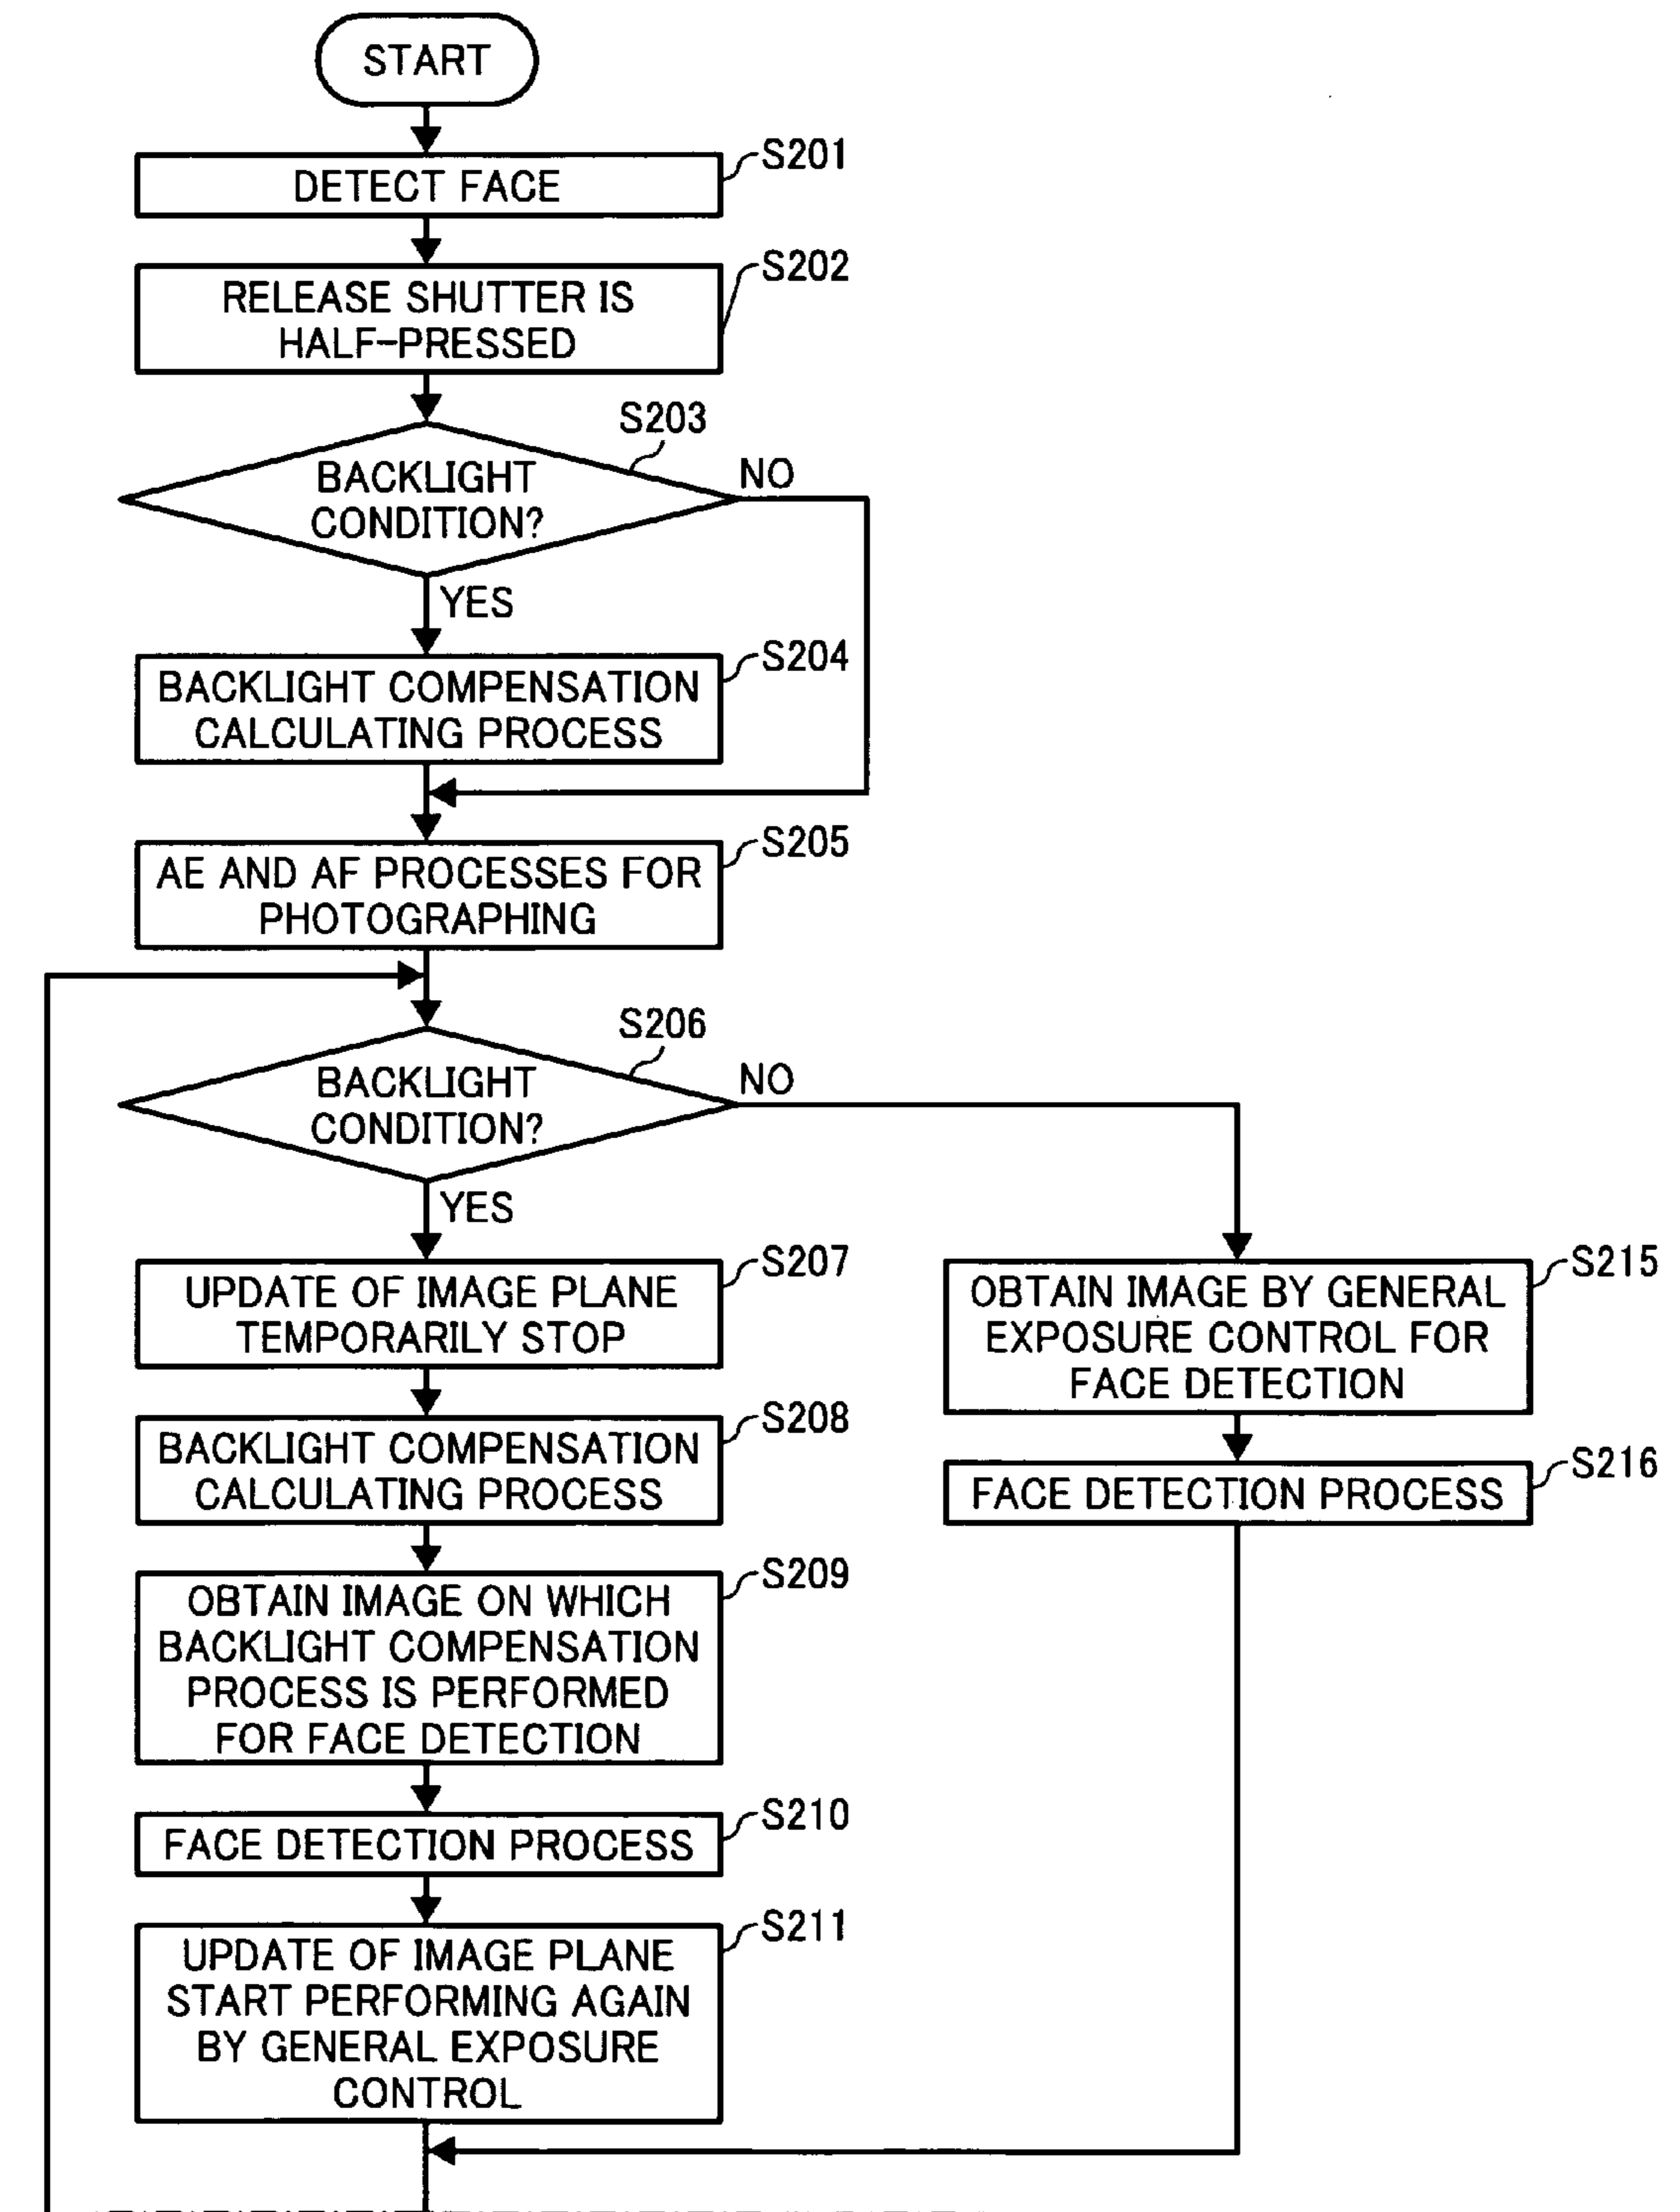 START
S201
DETECT FACE
S202
RELEASE SHUTTER IS
HALF-PRESSED
S203
BACKLIGHT
CONDITION?
NO
YES
S204
BACKLIGHT COMPENSATION
CALCULATING PROCESS
S205
AE AND AF PROCESSES FOR
PHOTOGRAPHING
S206
BACKLIGHT
CONDITION?
NO
YES
S207
UPDATE OF IMAGE PLANE
TEMPORARILY STOP
S208
BACKLIGHT COMPENSATION
CALCULATING PROCESS
S209
OBTAIN IMAGE ON WHICH
BACKLIGHT COMPENSATION
PROCESS IS PERFORMED
FOR FACE DETECTION
S210
FACE DETECTION PROCESS
S211
UPDATE OF IMAGE PLANE
START PERFORMING AGAIN
BY GENERAL EXPOSURE
CONTROL
S215
OBTAIN IMAGE BY GENERAL
EXPOSURE CONTROL FOR
FACE DETECTION
S216
FACE DETECTION PROCESS